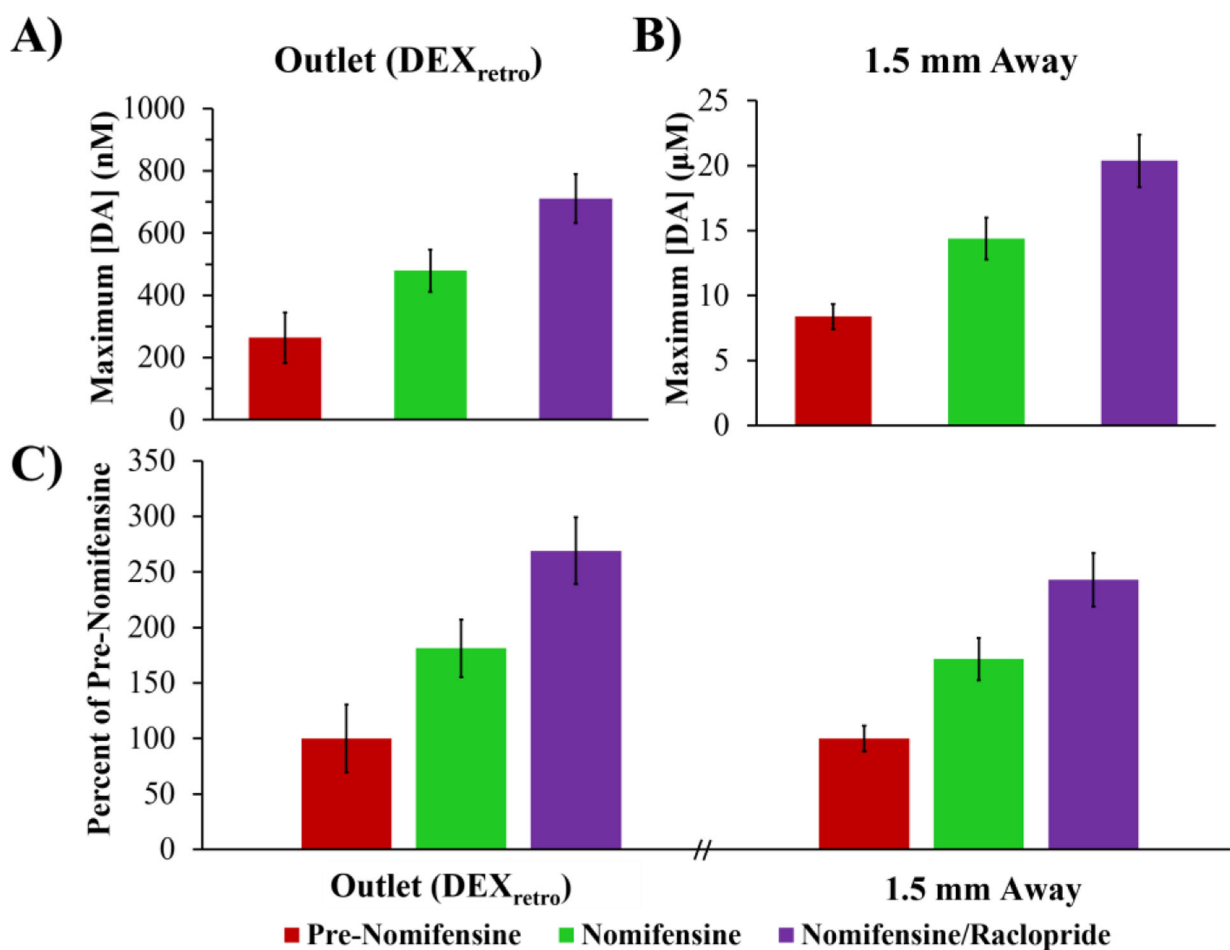 A)
Outlet (DEXretro)
Maximum [DA] (nM)
1000
800
600
400
200
0
B)
1.5 mm Away
Maximum [DA] (µM)
25
20
15
10
5
0
C)
Percent of Pre-Nomifensine
350
300
250
200
150
100
50
0
//
Outlet (DEXretro)
1.5 mm Away
Pre-Nomifensine Nomifensine Nomifensine/Raclopride